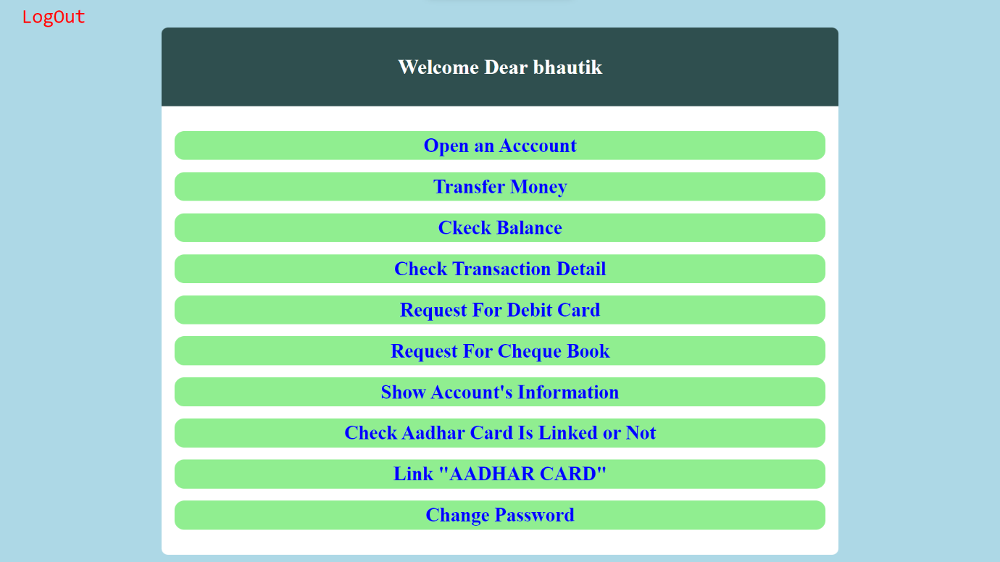 LogOut
Welcome Dear bhautik
Open an Acccount
Transfer Money
Ckeck Balance
Check Transaction Detail
Request For Debit Card
Request For Cheque Book
Show Account's Information
Check Aadhar Card Is Linked or Not
Link "AADHAR CARD"
Change Password